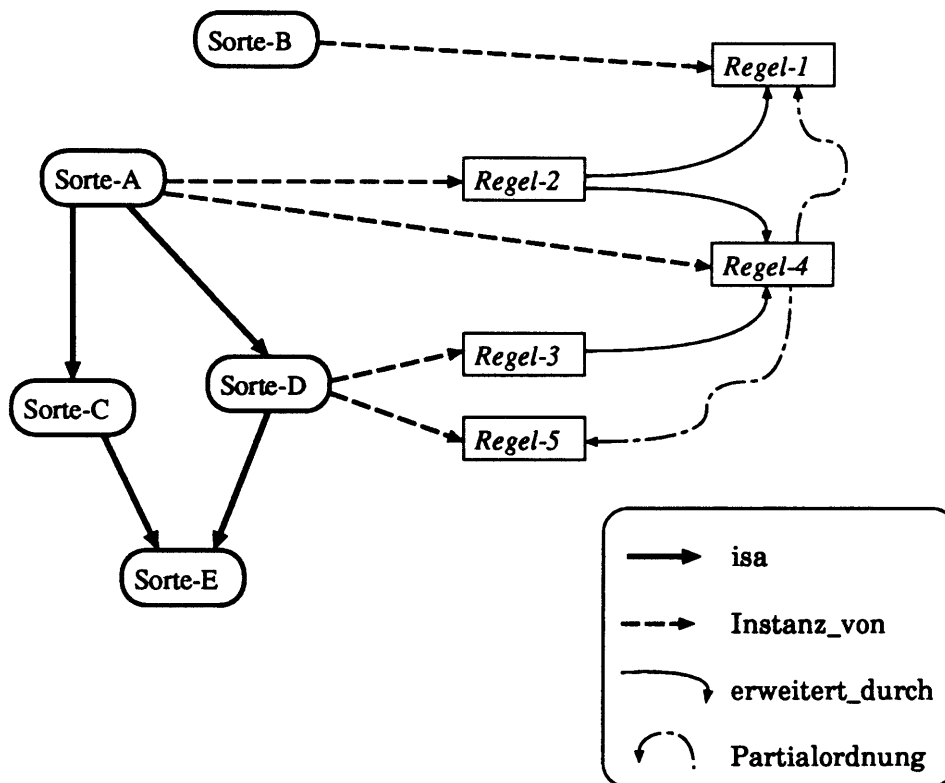 Sorte-B
Regel-1
Sorte-A
Regel-2
Regel-4
Regel-3
Sorte-D
Sorte-C
Regel-5
Sorte-E
isa
Instanz_von
erweitert_durch
Partialordnung